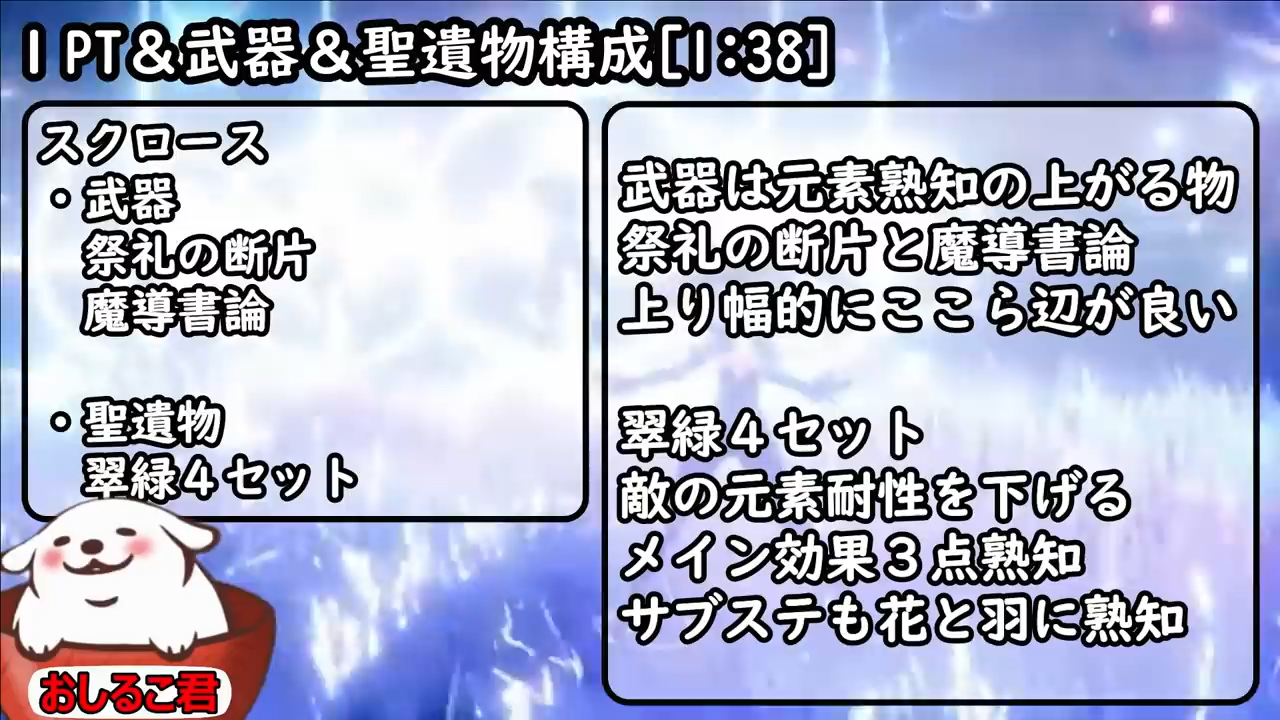 1 PT＆武器＆聖遺物構成[1:38]
スクロース
・武器
祭礼の断片
魔導書論
・聖遺物
翠緑４セット
武器は元素熟知の上がる物
祭礼の断片と魔導書論
上り幅的にここら辺が良い
翠緑４セット
敵の元素耐性を下げる
メイン効果３点熟知
サブステも花と羽に熟知
おしるこ君